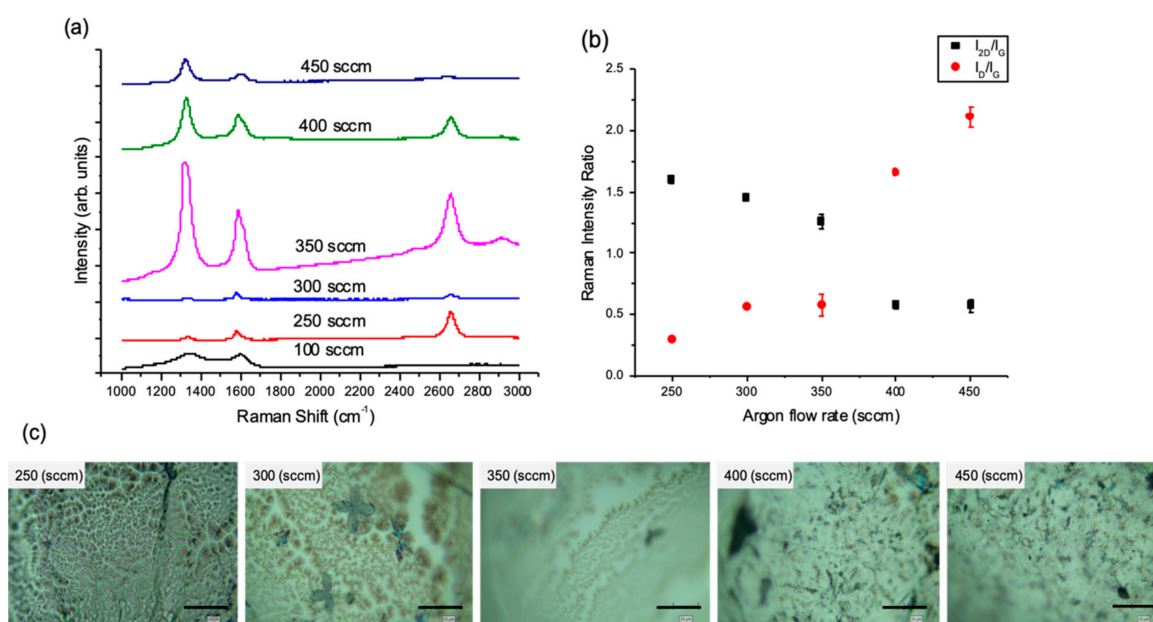 (a)
450 sccm
400 sccm
350 sccm
300 sccm
250 sccm
100 sccm
Intensity (arb. units)
1000 1200 1400 1600 1800 2000 2200 2400 2600 2800 3000
Raman Shift (cm⁻¹)
(b)
I2D/IG
ID/IG
2.5
2.0
1.5
1.0
0.5
0.0
Raman Intensity Ratio
250 300 350 400 450
Argon flow rate (sccm)
(c)
250 (sccm)
300 (sccm)
350 (sccm)
400 (sccm)
450 (sccm)